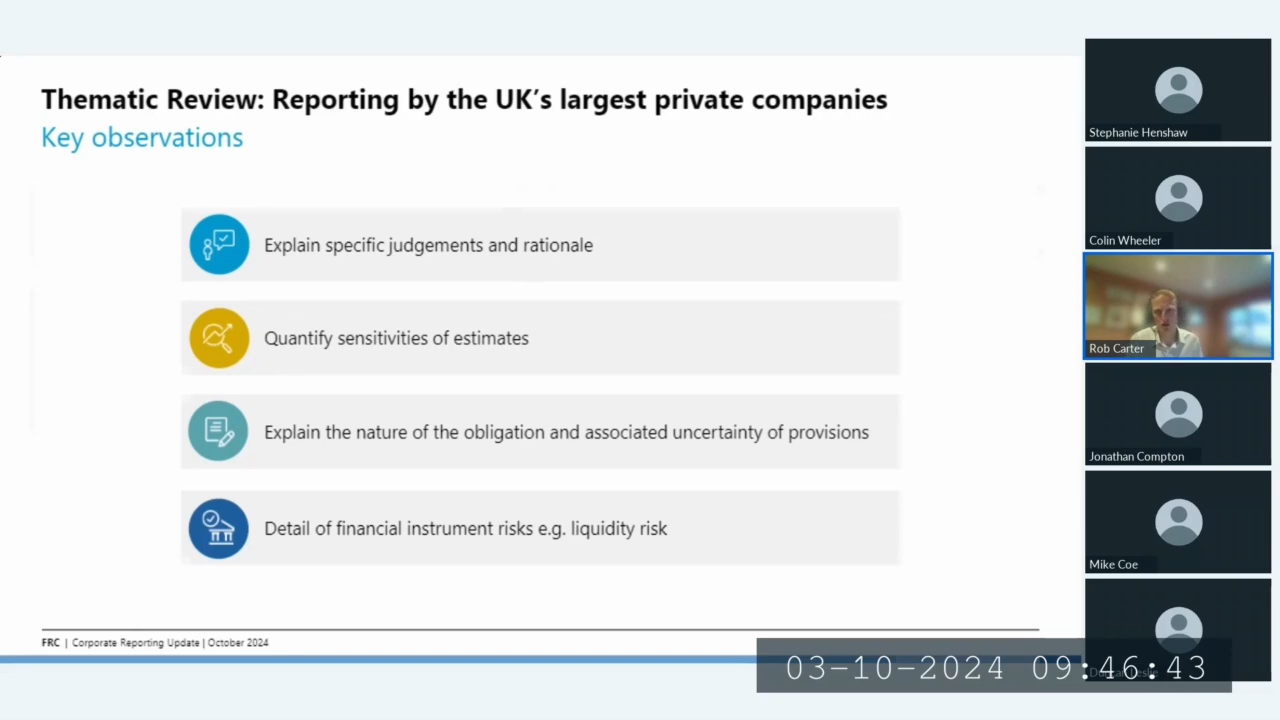 Thematic Review: Reporting by the UK's largest private companies
Key observations
Explain specific judgements and rationale
Quantify sensitivities of estimates
Explain the nature of the obligation and associated uncertainty of provisions
Detail of financial instrument risks e.g. liquidity risk
FRC | Corporate Reporting Update | October 2024
Stephanie Henshaw
Colin Wheeler
Rob Carter
Jonathan Compton
Mike Coe
03-10-2024 09:46:43